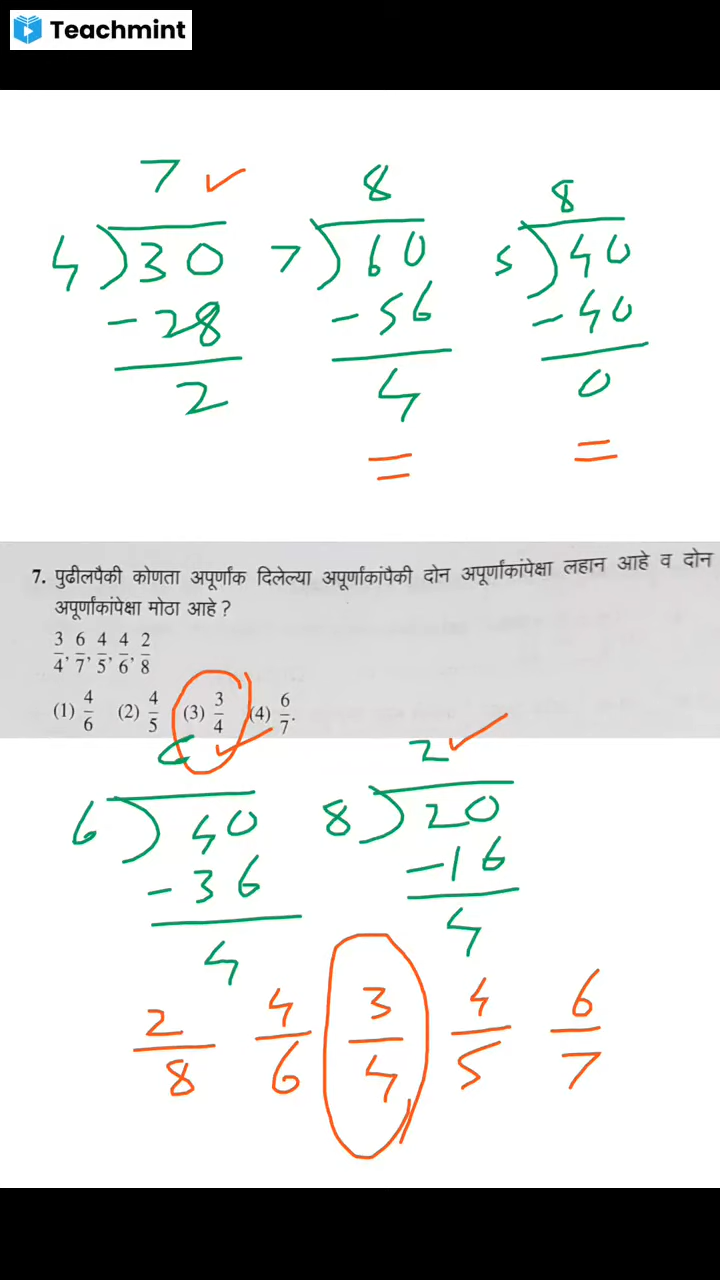 Teachmint
7 ✓ 8 8
4)30 7)60 5)40
-28 -56 -40
2 4 0
= =
7. पुढीलपैकी कोणता अपूर्णांक दिलेल्या अपूर्णांकांपैकी दोन अपूर्णांकांपेक्षा लहान आहे व दोन
अपूर्णांकांपेक्षा मोठा आहे ?
3/4, 6/7, 4/5, 4/6, 2/8
(1) 4/6 (2) 4/5 (3) 3/4 (4) 6/7.
✓ 2 ✓
6)40 8)20
-36 -16
4 4
2/8 4/6 3/4 4/5 6/7